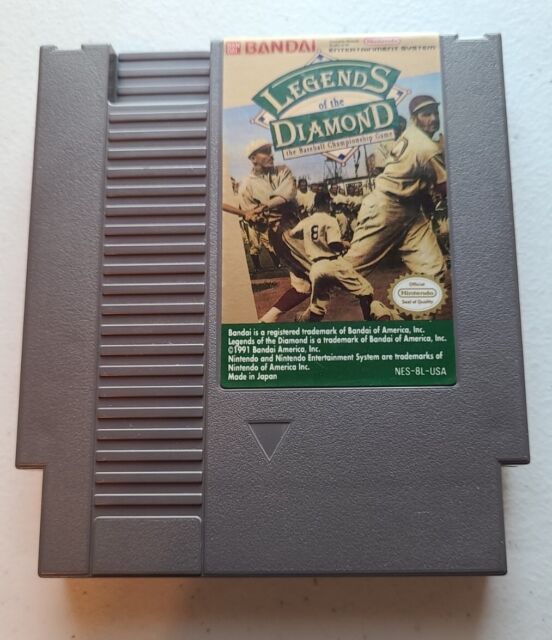 BANDAI
Nintendo
ENTERTAINMENT SYSTEM
LEGENDS
of the
DIAMOND
the Baseball Championship Game
8
Official
Nintendo
Seal of Quality
Bandai is a registered trademark of Bandai of America, Inc.
Legends of the Diamond is a trademark of Bandai of America, Inc.
©1991 Bandai America, Inc.
Nintendo and Nintendo Entertainment System are trademarks of
Nintendo of America Inc.
Made in Japan
NES-8L-USA